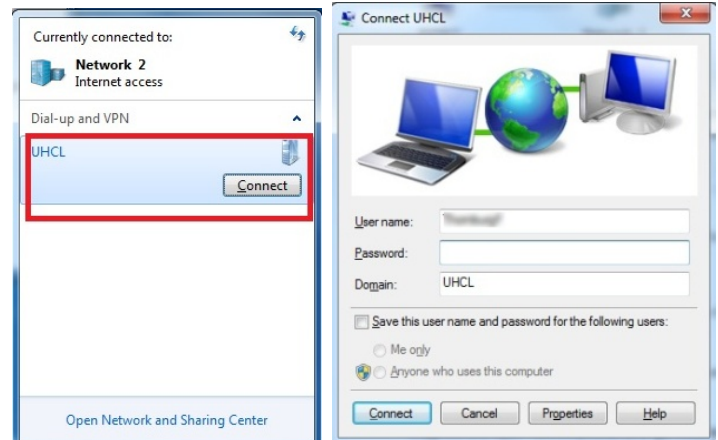 Currently connected to:
Network 2
Internet access
Dial-up and VPN
UHCL
Connect
Open Network and Sharing Center
Connect UHCL
User name:
Password:
Domain: UHCL
Save this user name and password for the following users:
Me only
Anyone who uses this computer
Connect Cancel Properties Help